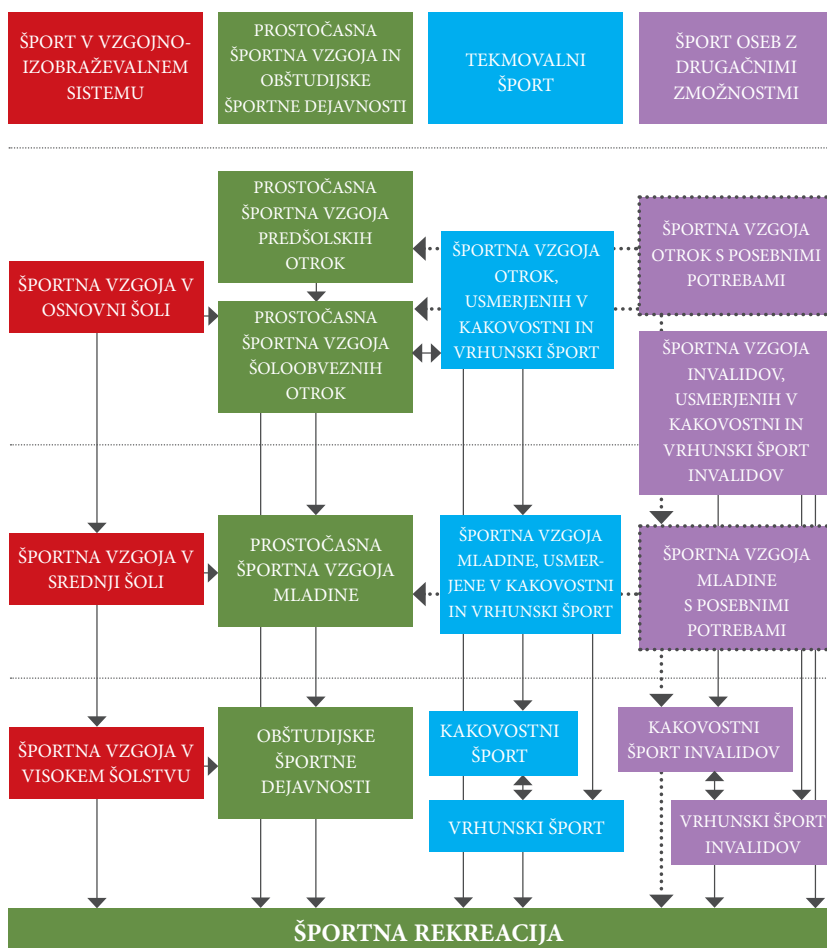 ŠPORT V VZGOJNO-
IZOBRAŽEVALNEM
SISTEMU
PROSTOČASNA
ŠPORTNA VZGOJA IN
OBŠTUDIJSKE
ŠPORTNE DEJAVNOSTI
TEKMOVALNI
ŠPORT
ŠPORT OSEB Z
DRUGAČNIMI
ZMOŽNOSTMI
PROSTOČASNA
ŠPORTNA VZGOJA
PREDŠOLSKIH
OTROK
ŠPORTNA VZGOJA
OTROK,
USMERJENIH V
KAKOVOSTNI IN
VRHUNSKI ŠPORT
ŠPORTNA VZGOJA
OTROK S POSEBNIMI
POTREBAMI
ŠPORTNA VZGOJA V
OSNOVNI ŠOLI
PROSTOČASNA
ŠPORTNA VZGOJA
ŠOLOOBVEZNIH
OTROK
ŠPORTNA VZGOJA
INVALIDOV,
USMERJENIH V
KAKOVOSTNI IN
VRHUNSKI ŠPORT
INVALIDOV
ŠPORTNA VZGOJA V
SREDNJI ŠOLI
PROSTOČASNA
ŠPORTNA VZGOJA
MLADINE
ŠPORTNA VZGOJA
MLADINE, USMER-
JENE V KAKOVOSTNI
IN VRHUNSKI ŠPORT
ŠPORTNA VZGOJA
MLADINE
S POSEBNIMI
POTREBAMI
ŠPORTNA VZGOJA V
VISOKEM ŠOLSTVU
OBŠTUDIJSKE
ŠPORTNE
DEJAVNOSTI
KAKOVOSTNI
ŠPORT
KAKOVOSTNI
ŠPORT INVALIDOV
VRHUNSKI ŠPORT
VRHUNSKI ŠPORT
INVALIDOV
ŠPORTNA REKREACIJA